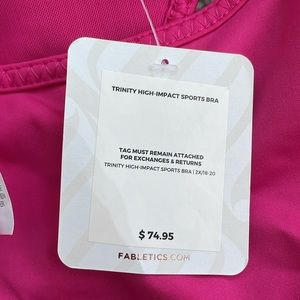 TRINITY HIGH-IMPACT SPORTS BRA
TAG MUST REMAIN ATTACHED
FOR EXCHANGES & RETURNS
TRINITY HIGH-IMPACT SPORTS BRA | 2X/18-20
$ 74.95
FABLETICS.COM